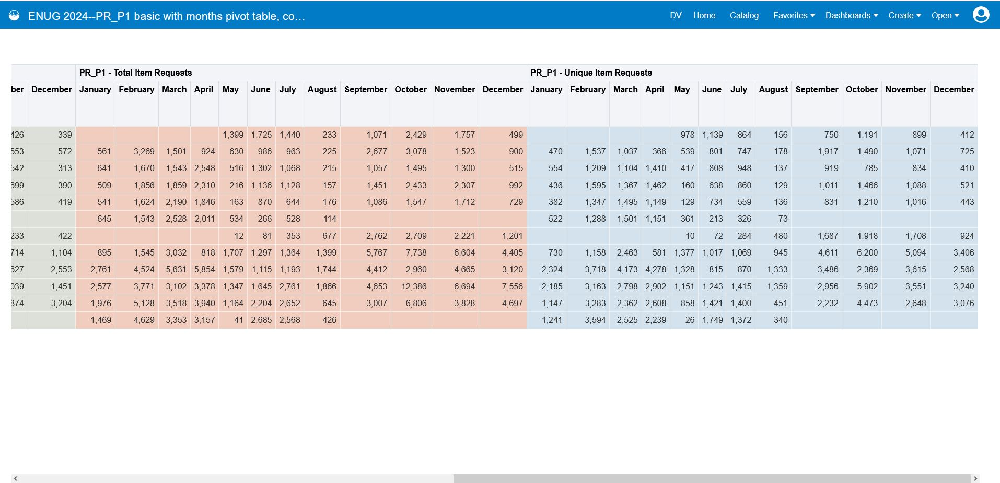 ENUG 2024--PR_P1 basic with months pivot table, co… DV Home Catalog Favorites Dashboards Create Open
PR_P1 - Total Item Requests PR_P1 - Unique Item Requests
ber December January February March April May June July August September October November December January February March April May June July August September October November December
426 339 1,399 1,725 1,440 233 1,071 2,429 1,757 499 978 1,139 864 156 750 1,191 899 412
553 572 561 3,269 1,501 924 630 986 963 225 2,677 3,078 1,523 900 470 1,537 1,037 366 539 801 747 178 1,917 1,490 1,071 725
542 313 641 1,670 1,543 2,548 516 1,302 1,068 215 1,057 1,495 1,300 515 554 1,209 1,104 1,410 417 808 948 137 919 785 834 410
699 390 509 1,856 1,859 2,310 216 1,136 1,128 157 1,451 2,433 2,307 992 436 1,595 1,367 1,462 160 638 860 129 1,011 1,466 1,088 521
586 419 541 1,624 2,190 1,846 163 870 644 176 1,086 1,547 1,712 729 382 1,347 1,495 1,149 129 734 559 136 831 1,210 1,016 443
645 1,543 2,528 2,011 534 266 528 114 522 1,288 1,501 1,151 361 213 326 73
233 422 12 81 353 677 2,762 2,709 2,221 1,201 10 72 284 480 1,687 1,918 1,708 924
714 1,104 895 1,545 3,032 818 1,707 1,297 1,364 1,399 5,767 7,738 6,604 4,405 730 1,158 2,463 581 1,377 1,017 1,069 945 4,611 6,200 5,094 3,406
627 2,553 2,761 4,524 5,631 5,854 1,579 1,115 1,193 1,744 4,412 2,960 4,665 3,120 2,324 3,718 4,173 4,278 1,328 815 870 1,333 3,486 2,369 3,615 2,568
039 1,451 2,577 3,771 3,102 3,378 1,347 1,645 2,761 1,866 4,653 12,386 6,694 7,556 2,185 3,163 2,798 2,902 1,151 1,243 1,415 1,359 2,956 5,902 3,551 3,240
874 3,204 1,976 5,128 3,518 3,940 1,164 2,204 2,652 645 3,007 6,806 3,828 4,697 1,147 3,283 2,362 2,608 858 1,421 1,400 451 2,232 4,473 2,648 3,076
1,469 4,629 3,353 3,157 41 2,685 2,568 426 1,241 3,594 2,525 2,239 26 1,749 1,372 340